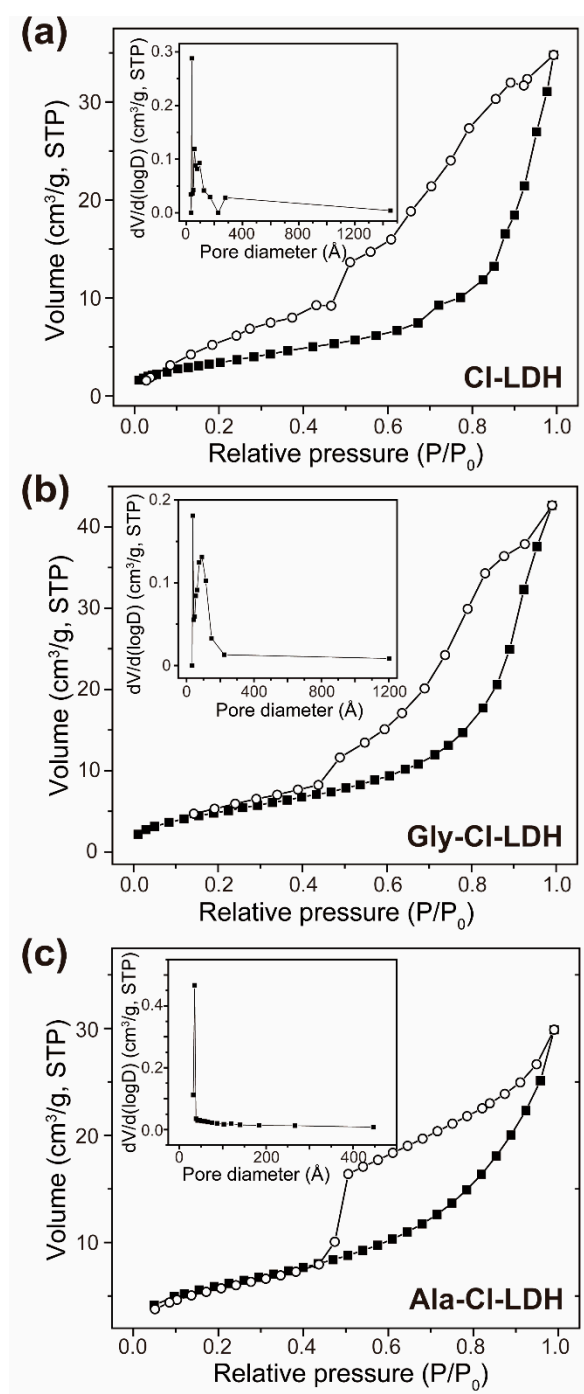 (a)
Volume (cm³/g, STP)
30
20
10
0
dV/d(logD) (cm³/g, STP)
0.3
0.2
0.1
0.0
0 400 800 1200
Pore diameter (Å)
Cl-LDH
0.0 0.2 0.4 0.6 0.8 1.0
Relative pressure (P/P₀)
(b)
Volume (cm³/g, STP)
40
30
20
10
0
dV/d(logD) (cm³/g, STP)
0.2
0.1
0
0 400 800 1200
Pore diameter (Å)
Gly-Cl-LDH
0.0 0.2 0.4 0.6 0.8 1.0
Relative pressure (P/P₀)
(c)
Volume (cm³/g, STP)
30
20
10
dV/d(logD) (cm³/g, STP)
0.4
0.2
0.0
0 200 400
Pore diameter (Å)
Ala-Cl-LDH
0.0 0.2 0.4 0.6 0.8 1.0
Relative pressure (P/P₀)